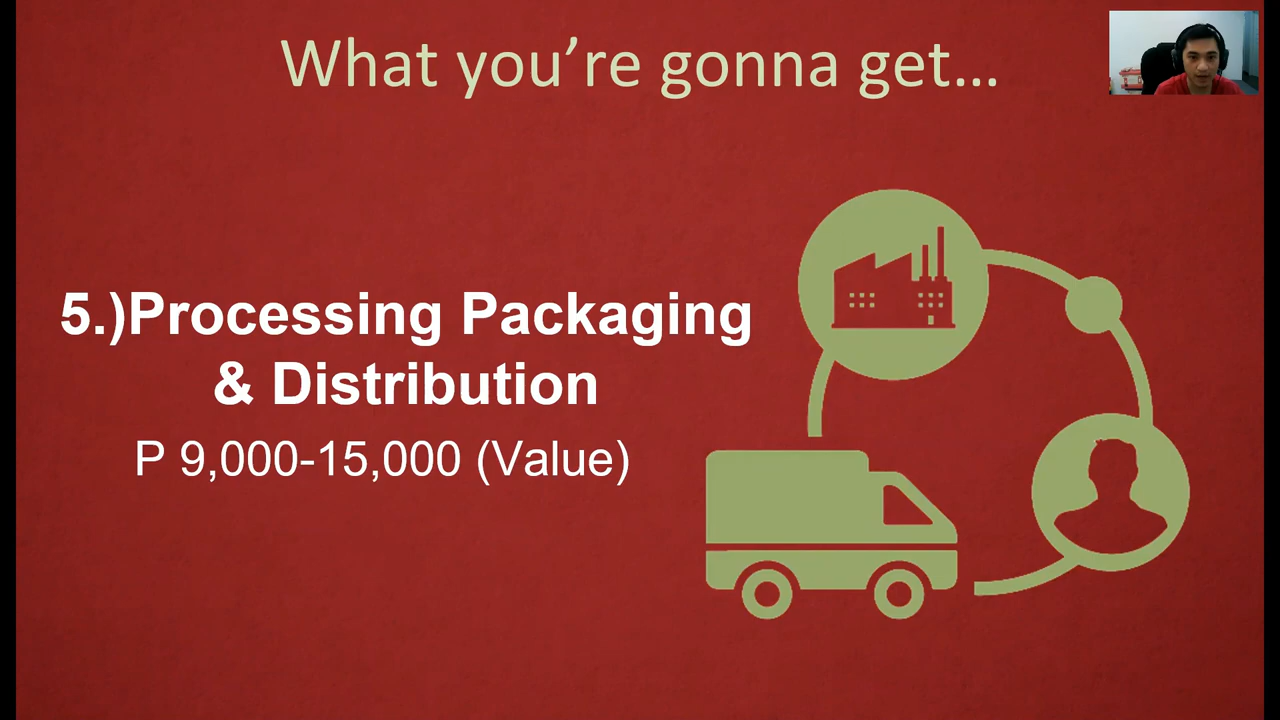 What you’re gonna get…
5.)Processing Packaging
& Distribution
P 9,000-15,000 (Value)